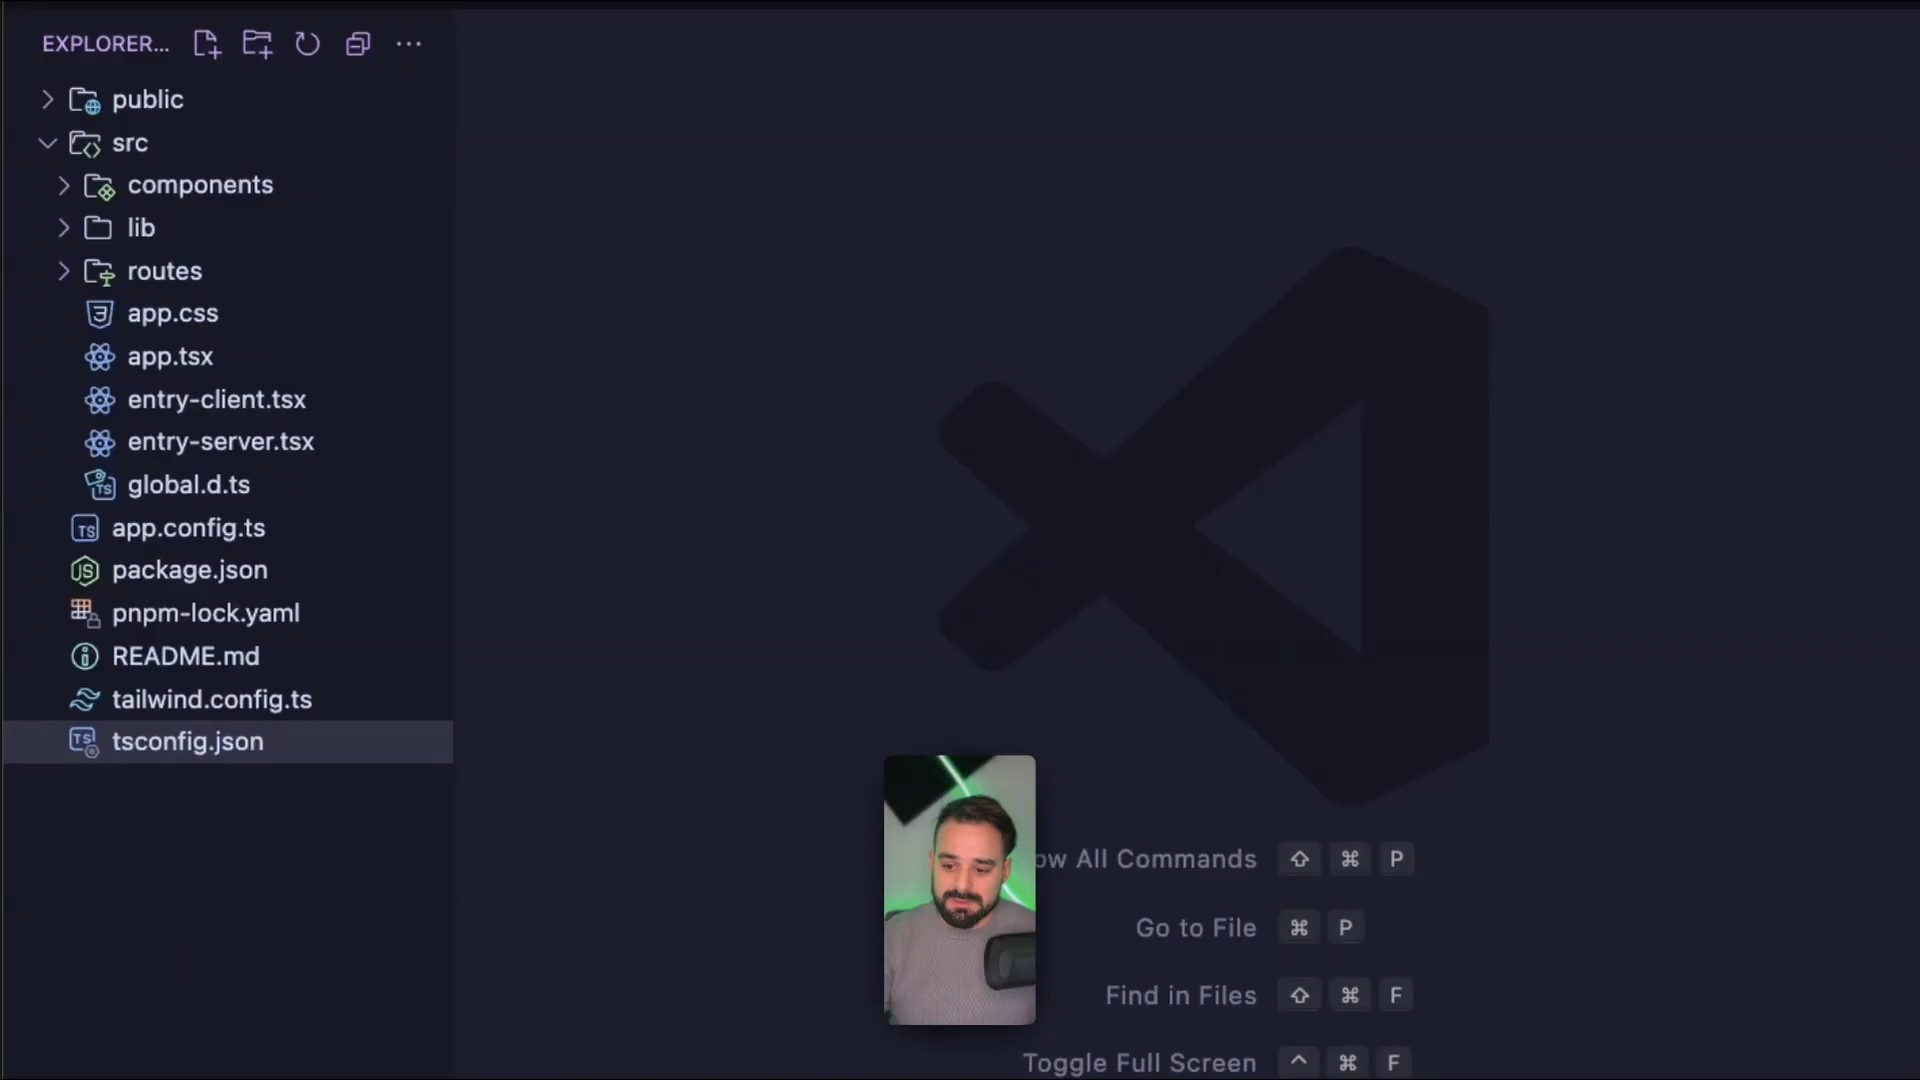 EXPLORER...
public
src
components
lib
routes
app.css
app.tsx
entry-client.tsx
entry-server.tsx
global.d.ts
app.config.ts
package.json
pnpm-lock.yaml
README.md
tailwind.config.ts
tsconfig.json
ow All Commands ⇧ ⌘ P
Go to File ⌘ P
Find in Files ⇧ ⌘ F
Toggle Full Screen ^ ⌘ F